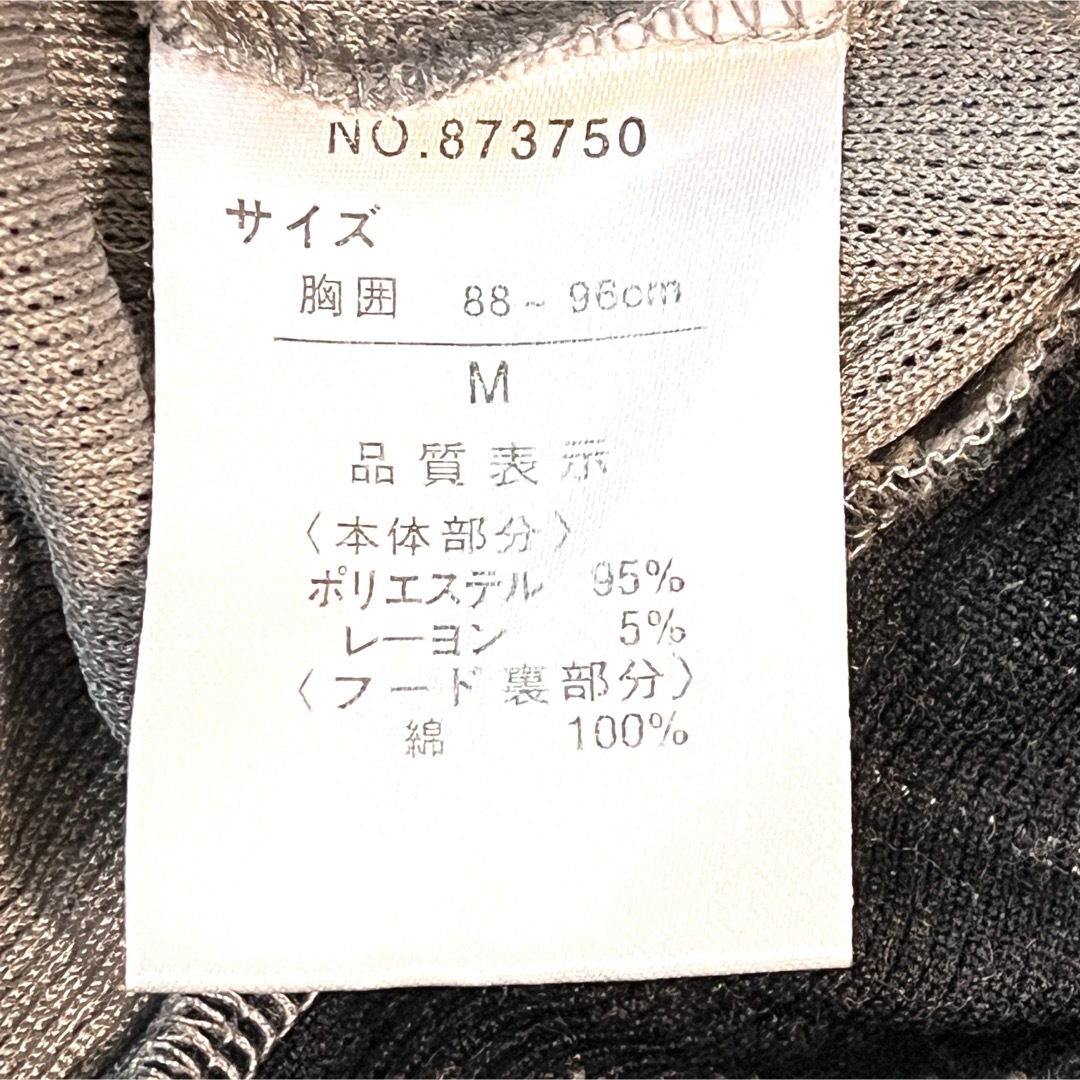 NO.873750
サイズ
胸囲 88~96cm
M
品質表示
〈本体部分〉
ポリエステル 95%
レーヨン 5%
〈フード裏部分〉
綿 100%